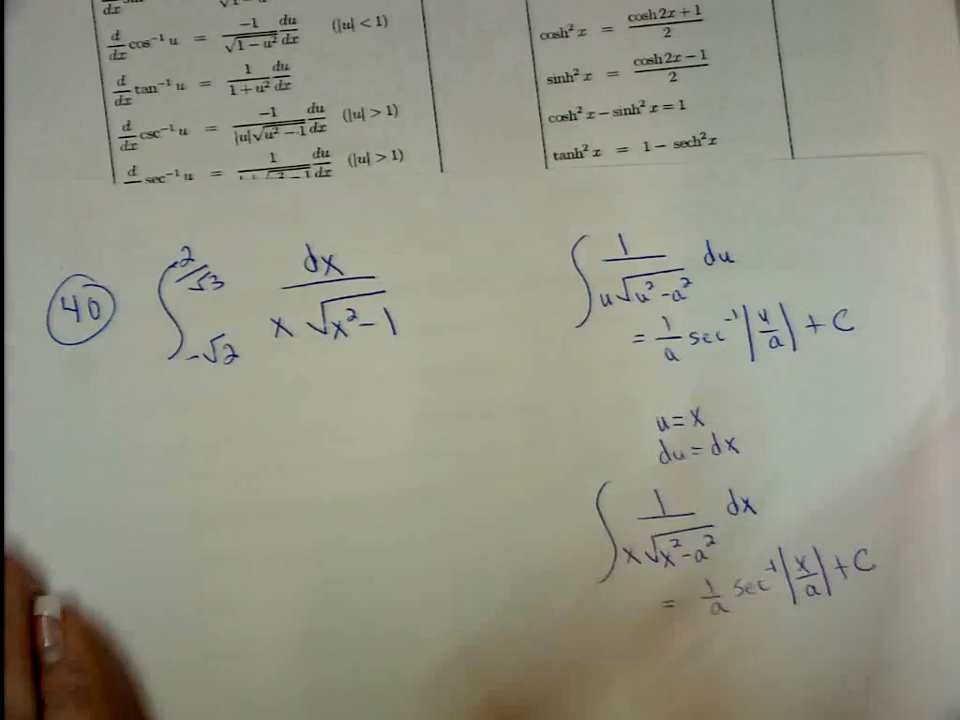 d/dx cos⁻¹ u = -1/√(1-u²) du/dx (|u| < 1)
d/dx tan⁻¹ u = 1/(1+u²) du/dx
d/dx csc⁻¹ u = -1/(|u|√(u²-1)) du/dx (|u| > 1)
d sec⁻¹ u = 1 du/dx (|u| > 1)
cosh² x = (cosh 2x + 1)/2
sinh² x = (cosh 2x - 1)/2
cosh² x - sinh² x = 1
tanh² x = 1 - sech² x
40 ∫_{-√2}^{2/√3} dx/(x√(x²-1))
∫ 1/(u√(u²-a²)) du
= 1/a sec⁻¹|u/a| + C
u = x
du = dx
∫ 1/(x√(x²-a²)) dx
= 1/a sec⁻¹|x/a| + C